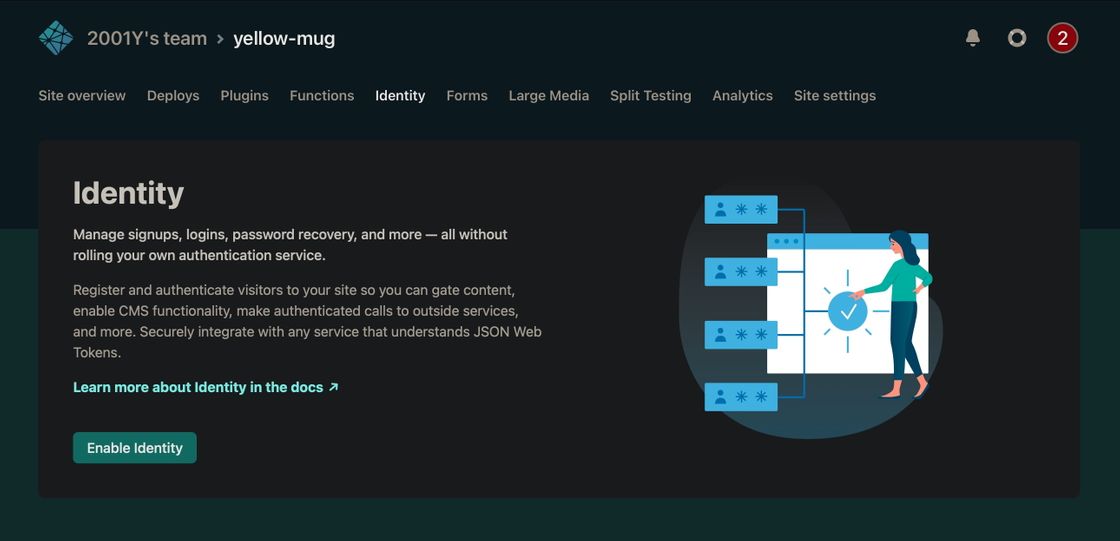 2001Y's team > yellow-mug
2
Site overview Deploys Plugins Functions Identity Forms Large Media Split Testing Analytics Site settings
Identity
Manage signups, logins, password recovery, and more — all without
rolling your own authentication service.
Register and authenticate visitors to your site so you can gate content,
enable CMS functionality, make authenticated calls to outside services,
and more. Securely integrate with any service that understands JSON Web
Tokens.
Learn more about Identity in the docs ↗
Enable Identity